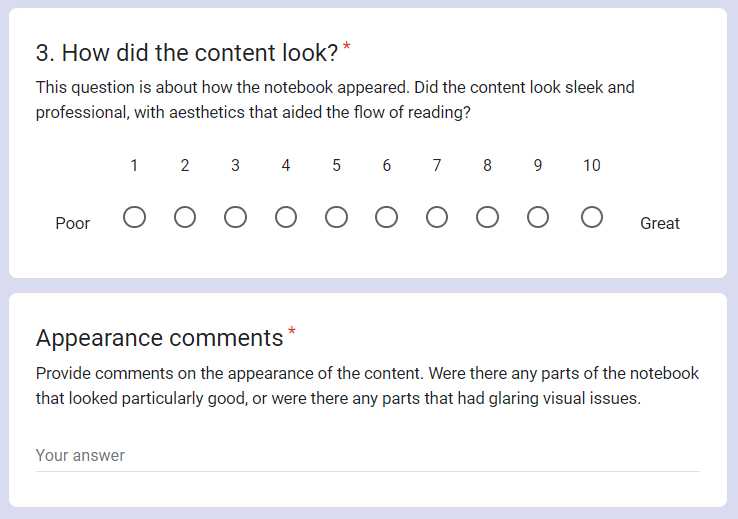 3. How did the content look? *
This question is about how the notebook appeared. Did the content look sleek and
professional, with aesthetics that aided the flow of reading?
1 2 3 4 5 6 7 8 9 10
Poor Great
Appearance comments *
Provide comments on the appearance of the content. Were there any parts of the notebook
that looked particularly good, or were there any parts that had glaring visual issues.
Your answer